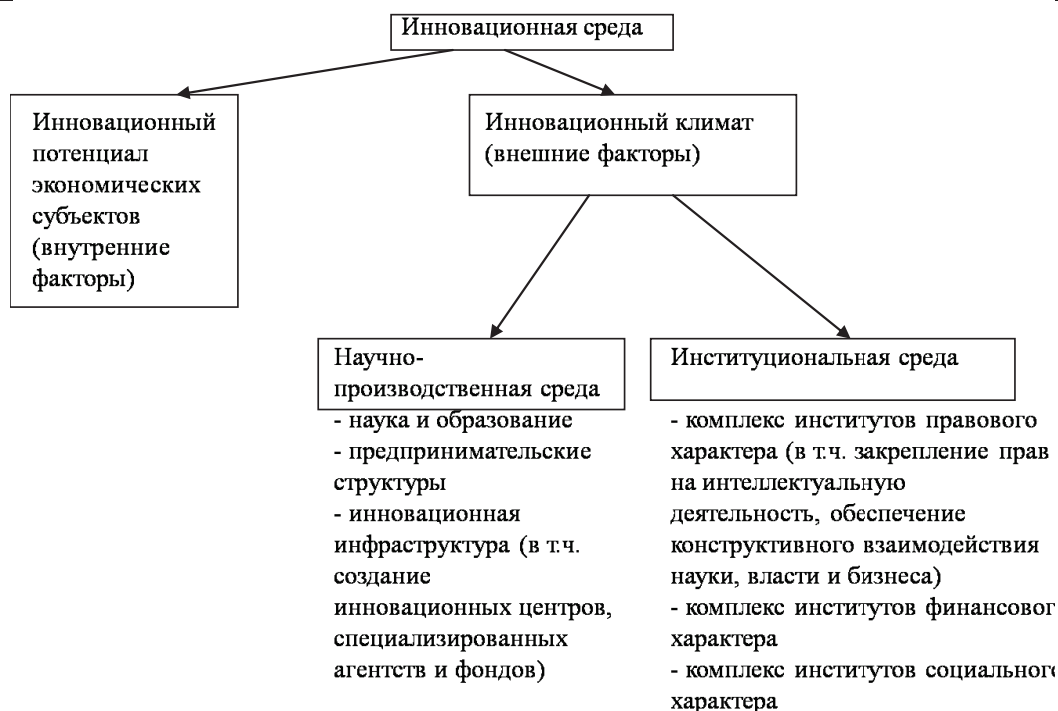 Инновационная среда
Инновационный
потенциал
экономических
субъектов
(внутренние
факторы)
Инновационный климат
(внешние факторы)
Научно-
производственная среда
- наука и образование
- предпринимательские
структуры
- инновационная
инфраструктура (в т.ч.
создание
инновационных центров,
специализированных
агентств и фондов)
Институциональная среда
- комплекс институтов правового
характера (в т.ч. закрепление прав
на интеллектуальную
деятельность, обеспечение
конструктивного взаимодействия
науки, власти и бизнеса)
- комплекс институтов финансовог
характера
- комплекс институтов социального
характера